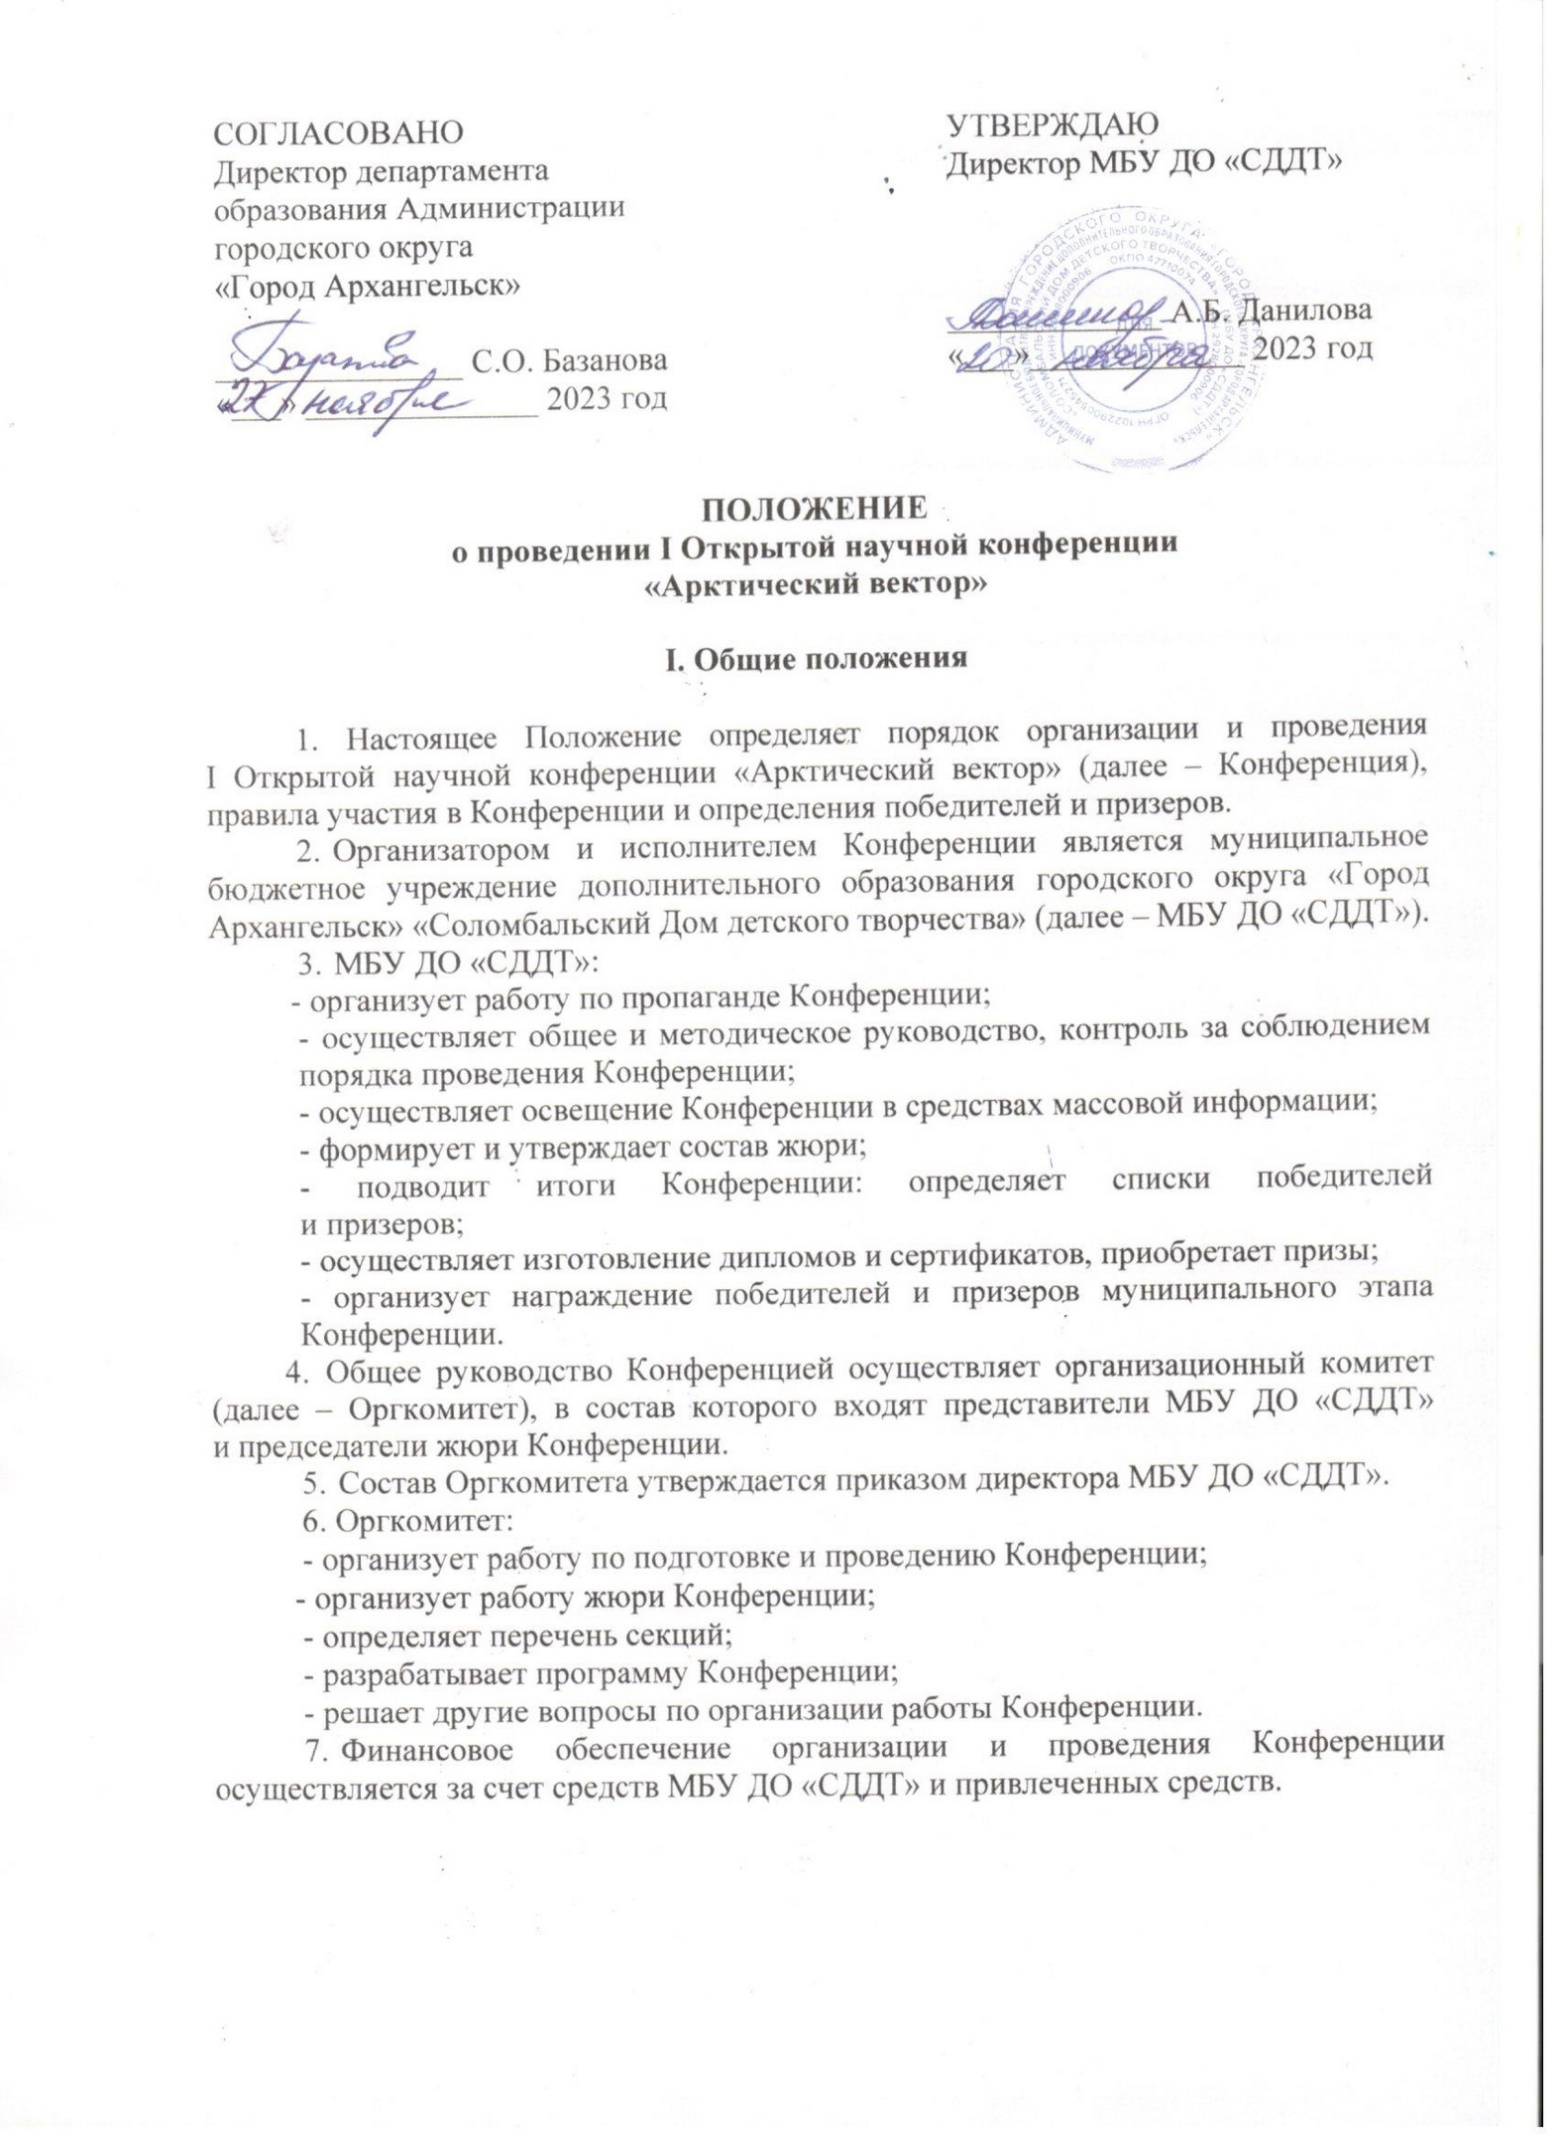 СОГЛАСОВАНО
Директор департамента
образования Администрации
городского округа
«Город Архангельск»
С.О. Базанова
«27» ноября 2023 год
УТВЕРЖДАЮ
Директор МБУ ДО «СДДТ»
А.Б. Данилова
«20» ноября 2023 год
ПОЛОЖЕНИЕ
о проведении I Открытой научной конференции
«Арктический вектор»
I. Общие положения
1. Настоящее Положение определяет порядок организации и проведения
I Открытой научной конференции «Арктический вектор» (далее – Конференция),
правила участия в Конференции и определения победителей и призеров.
2. Организатором и исполнителем Конференции является муниципальное
бюджетное учреждение дополнительного образования городского округа «Город
Архангельск» «Соломбальский Дом детского творчества» (далее – МБУ ДО «СДДТ»).
3. МБУ ДО «СДДТ»:
- организует работу по пропаганде Конференции;
- осуществляет общее и методическое руководство, контроль за соблюдением
порядка проведения Конференции;
- осуществляет освещение Конференции в средствах массовой информации;
- формирует и утверждает состав жюри;
- подводит итоги Конференции: определяет списки победителей
и призеров;
- осуществляет изготовление дипломов и сертификатов, приобретает призы;
- организует награждение победителей и призеров муниципального этапа
Конференции.
4. Общее руководство Конференцией осуществляет организационный комитет
(далее – Оргкомитет), в состав которого входят представители МБУ ДО «СДДТ»
и председатели жюри Конференции.
5. Состав Оргкомитета утверждается приказом директора МБУ ДО «СДДТ».
6. Оргкомитет:
- организует работу по подготовке и проведению Конференции;
- организует работу жюри Конференции;
- определяет перечень секций;
- разрабатывает программу Конференции;
- решает другие вопросы по организации работы Конференции.
7. Финансовое обеспечение организации и проведения Конференции
осуществляется за счет средств МБУ ДО «СДДТ» и привлеченных средств.